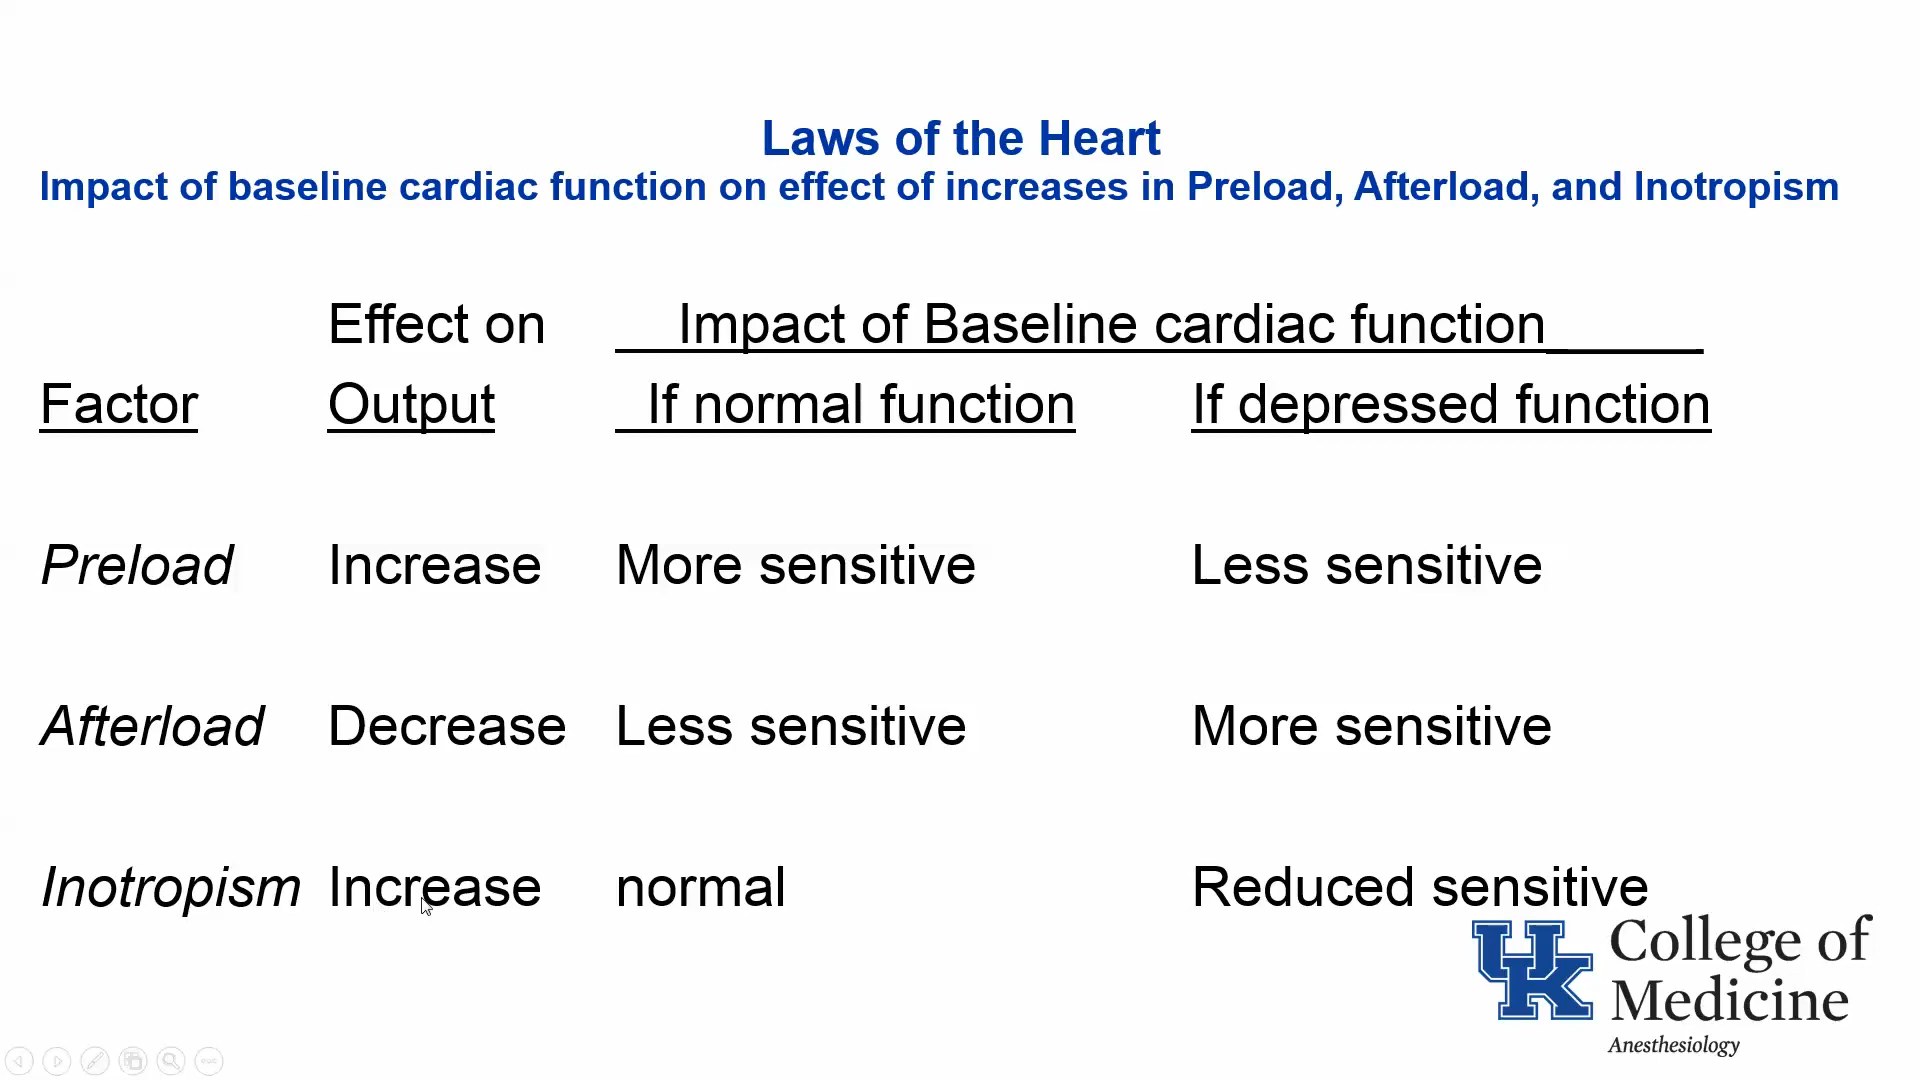 Laws of the Heart
Impact of baseline cardiac function on effect of increases in Preload, Afterload, and Inotropism
Effect on Impact of Baseline cardiac function
Factor Output If normal function If depressed function
Preload Increase More sensitive Less sensitive
Afterload Decrease Less sensitive More sensitive
Inotropism Increase normal Reduced sensitive
UK College of
Medicine
Anesthesiology